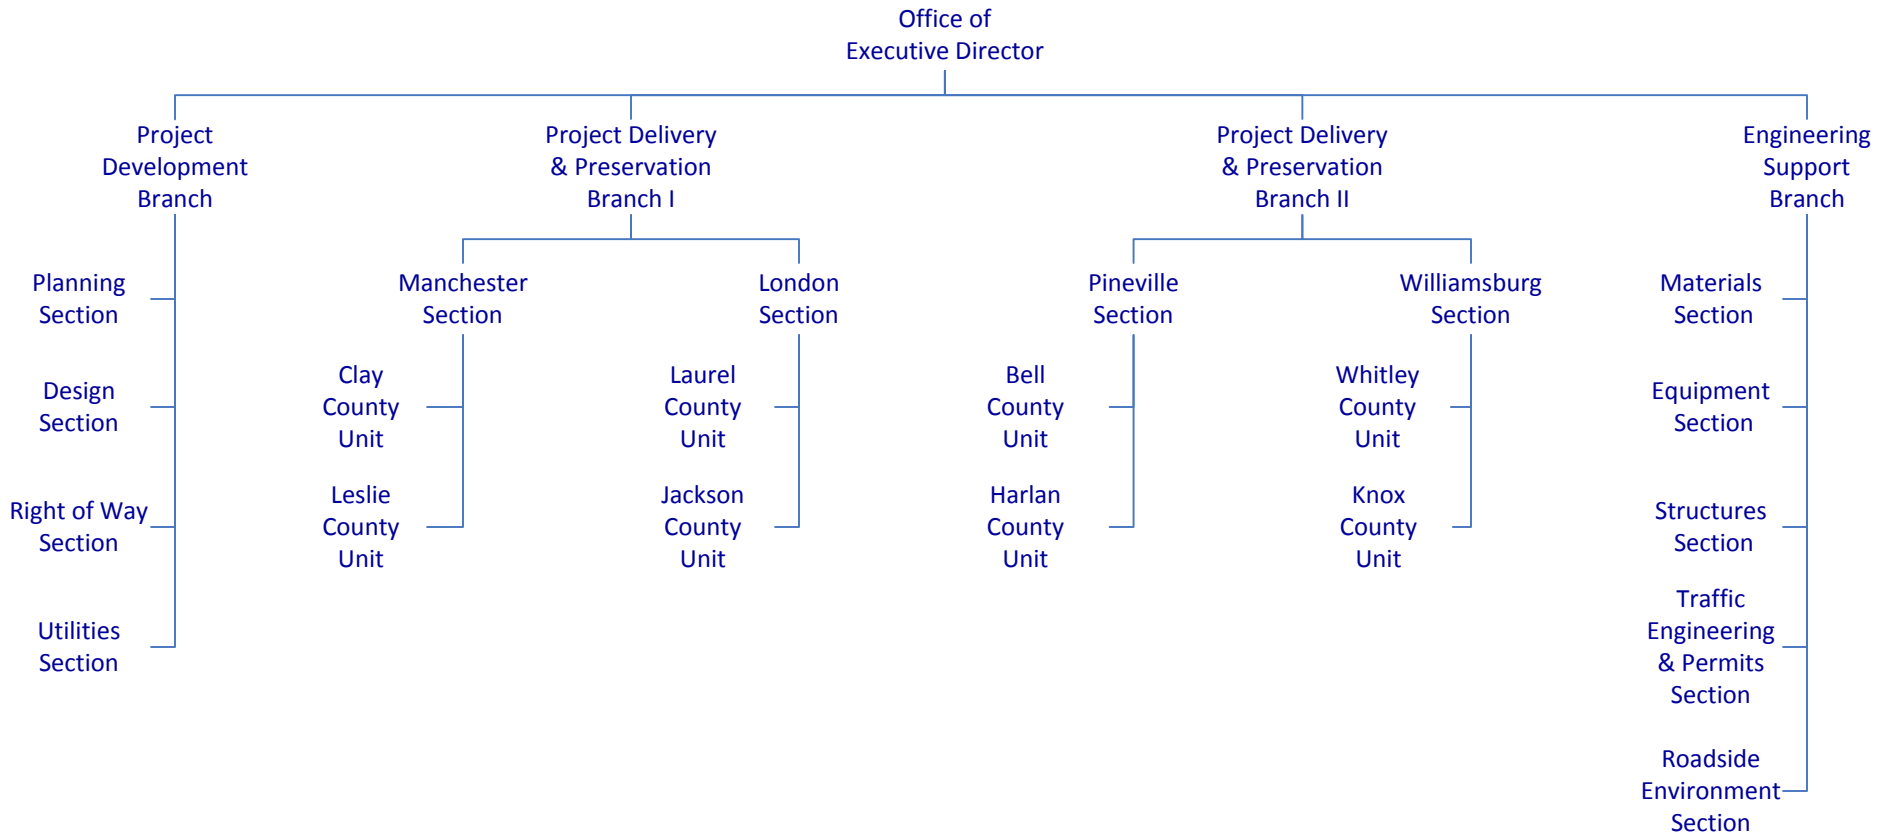 Office of
Executive Director
Project
Development
Branch
Project Delivery
& Preservation
Branch I
Project Delivery
& Preservation
Branch II
Engineering
Support
Branch
Planning
Section
Design
Section
Right of Way
Section
Utilities
Section
Manchester
Section
Clay
County
Unit
Leslie
County
Unit
London
Section
Laurel
County
Unit
Jackson
County
Unit
Pineville
Section
Bell
County
Unit
Harlan
County
Unit
Williamsburg
Section
Whitley
County
Unit
Knox
County
Unit
Materials
Section
Equipment
Section
Structures
Section
Traffic
Engineering
& Permits
Section
Roadside
Environment
Section